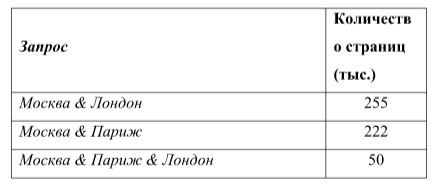 Запрос
Количеств
о страниц
(тыс.)
Москва & Лондон 255
Москва & Париж 222
Москва & Париж & Лондон 50